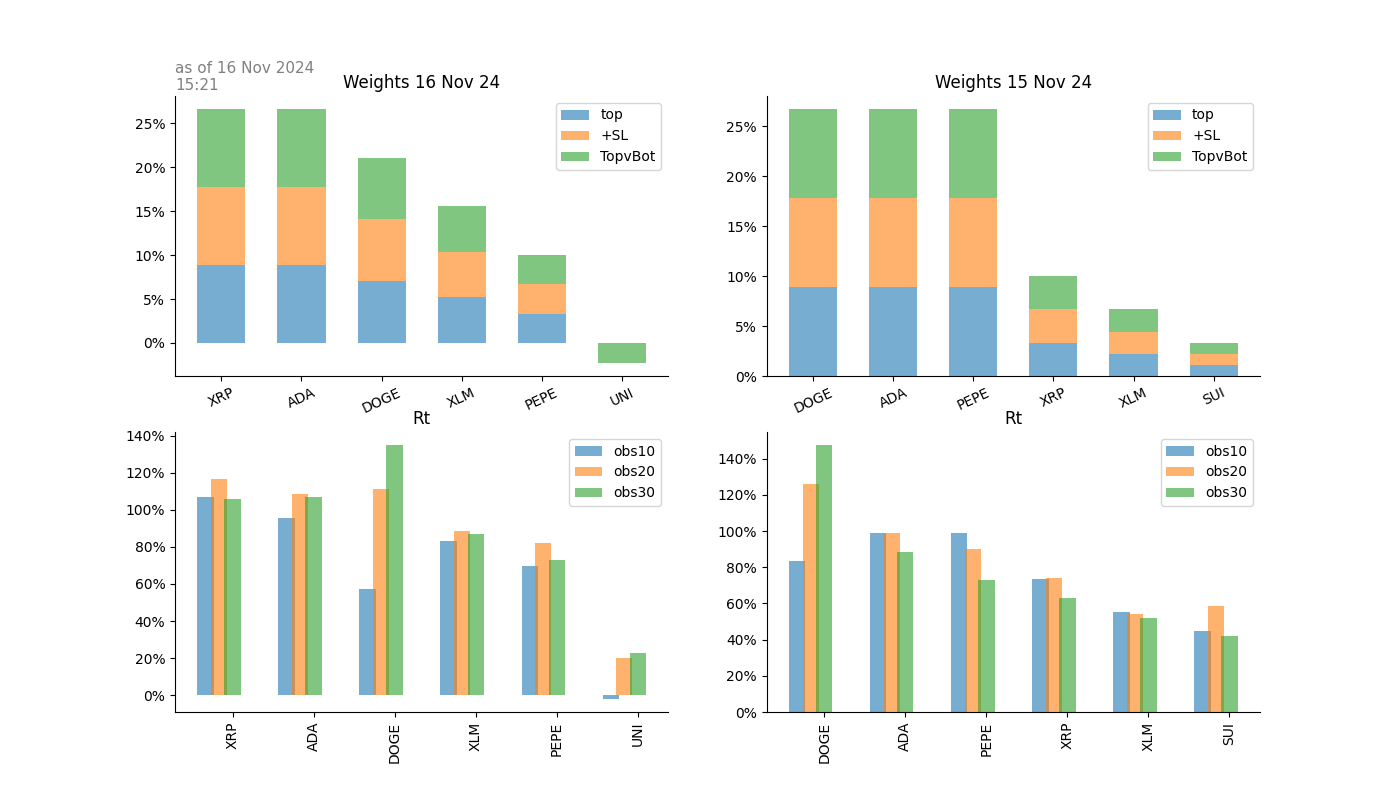 as of 16 Nov 2024
15:21
Weights 16 Nov 24
25%
20%
15%
10%
5%
0%
top
+SL
TopvBot
XRP
ADA
DOGE
XLM
PEPE
UNI
Weights 15 Nov 24
25%
20%
15%
10%
5%
0%
top
+SL
TopvBot
DOGE
ADA
PEPE
XRP
XLM
SUI
Rt
140%
120%
100%
80%
60%
40%
20%
0%
obs10
obs20
obs30
XRP
ADA
DOGE
XLM
PEPE
UNI
Rt
140%
120%
100%
80%
60%
40%
20%
0%
obs10
obs20
obs30
DOGE
ADA
PEPE
XRP
XLM
SUI